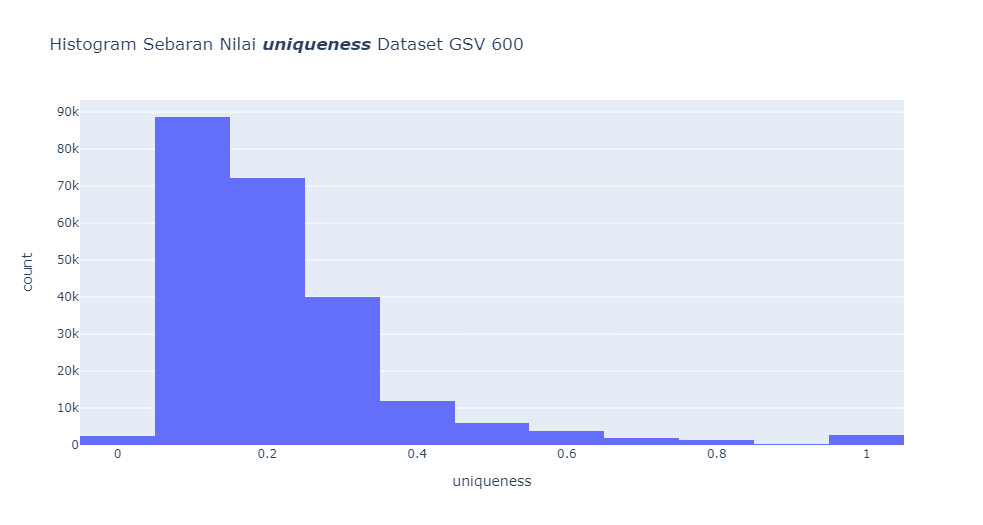 Histogram Sebaran Nilai uniqueness Dataset GSV 600
90k
80k
70k
60k
50k
40k
30k
20k
10k
0
count
0 0.2 0.4 0.6 0.8 1
uniqueness